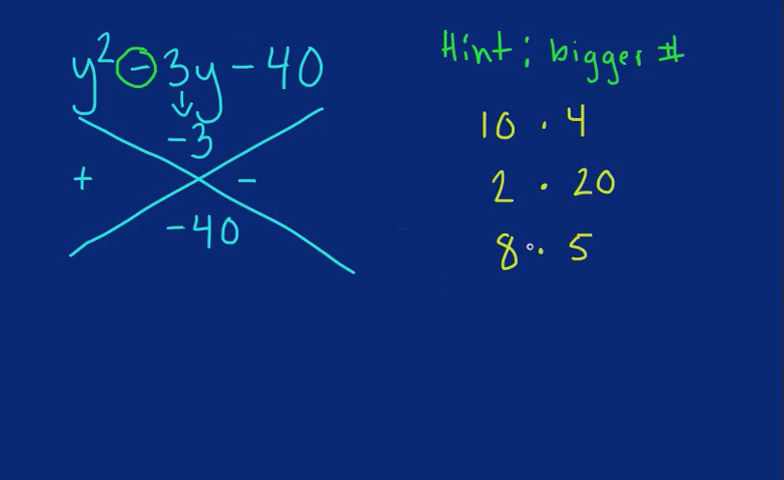 y² - 3y - 40
-3
+ -
-40
Hint: bigger #
10 · 4
2 · 20
8 · 5